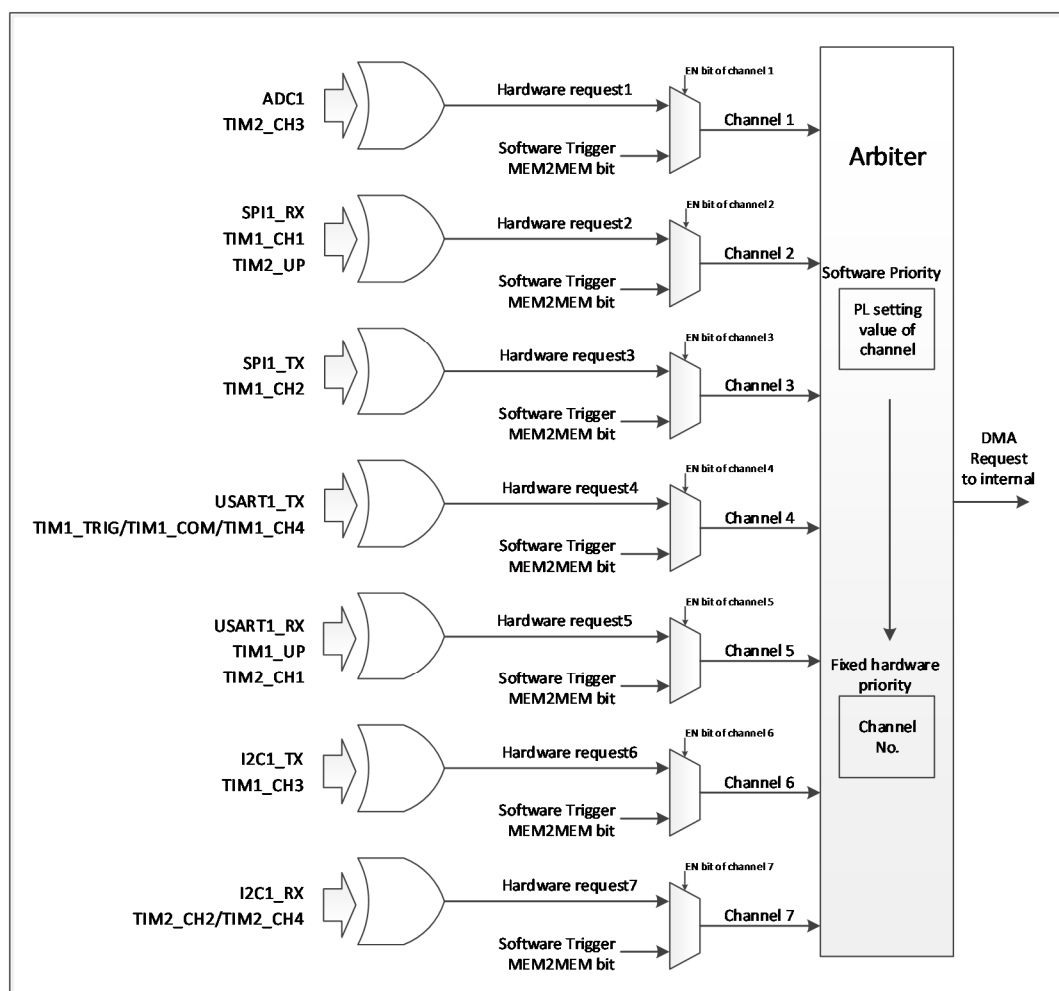 ADC1
TIM2_CH3
Hardware request1
Software Trigger
MEM2MEM bit
EN bit of channel 1
Channel 1
SPI1_RX
TIM1_CH1
TIM2_UP
Hardware request2
Software Trigger
MEM2MEM bit
EN bit of channel 2
Channel 2
SPI1_TX
TIM1_CH2
Hardware request3
Software Trigger
MEM2MEM bit
EN bit of channel 3
Channel 3
USART1_TX
TIM1_TRIG/TIM1_COM/TIM1_CH4
Hardware request4
Software Trigger
MEM2MEM bit
EN bit of channel 4
Channel 4
USART1_RX
TIM1_UP
TIM2_CH1
Hardware request5
Software Trigger
MEM2MEM bit
EN bit of channel 5
Channel 5
I2C1_TX
TIM1_CH3
Hardware request6
Software Trigger
MEM2MEM bit
EN bit of channel 6
Channel 6
I2C1_RX
TIM2_CH2/TIM2_CH4
Hardware request7
Software Trigger
MEM2MEM bit
EN bit of channel 7
Channel 7
Arbiter
Software Priority
PL setting
value of
channel
Fixed hardware
priority
Channel
No.
DMA
Request
to internal